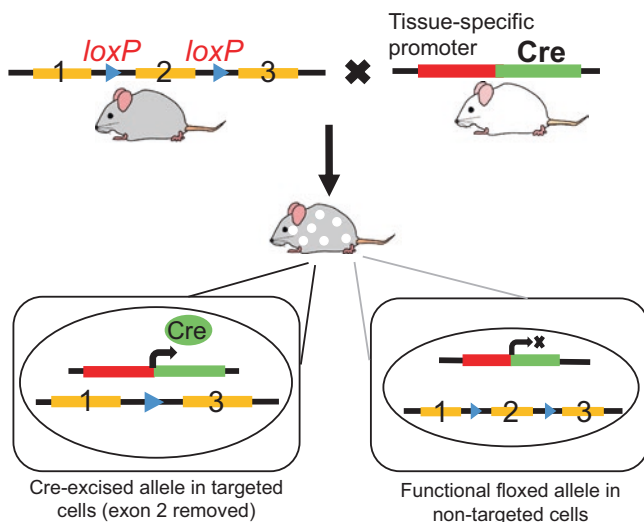 Tissue-specific
promoter Cre
loxP loxP
1 2 3
Cre
1 3
1 2 3
Cre-excised allele in targeted
cells (exon 2 removed)
Functional floxed allele in
non-targeted cells